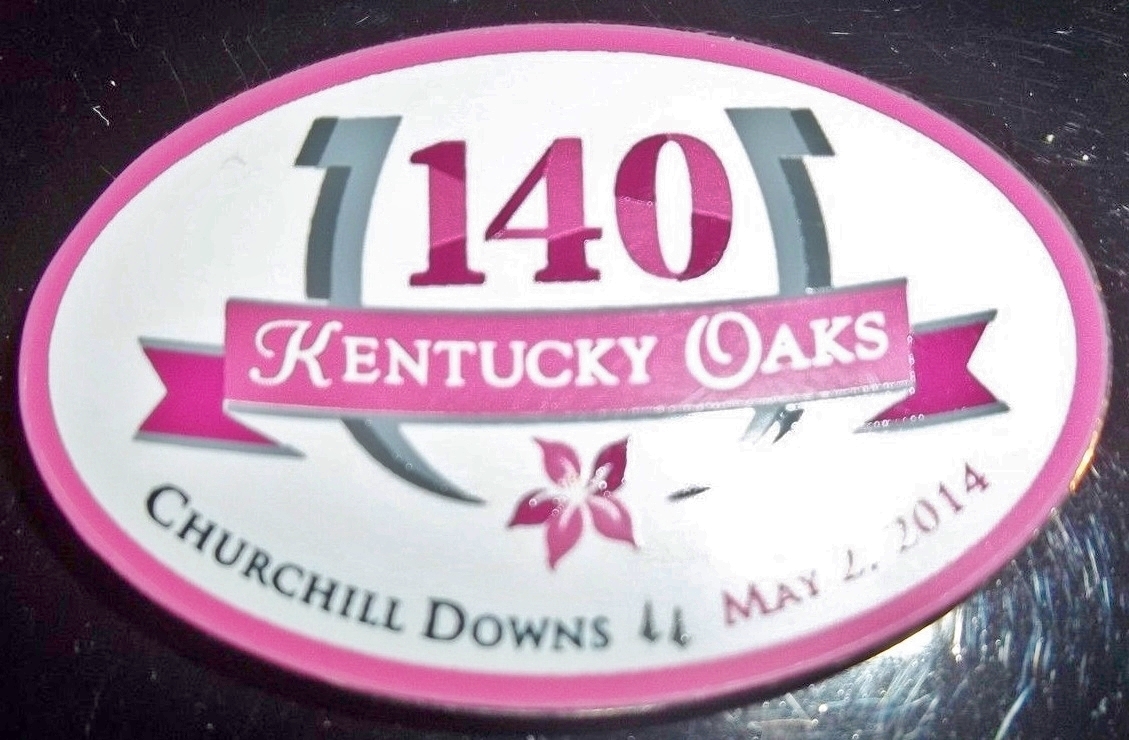 140
KENTUCKY OAKS
CHURCHILL DOWNS MAY 2, 2014